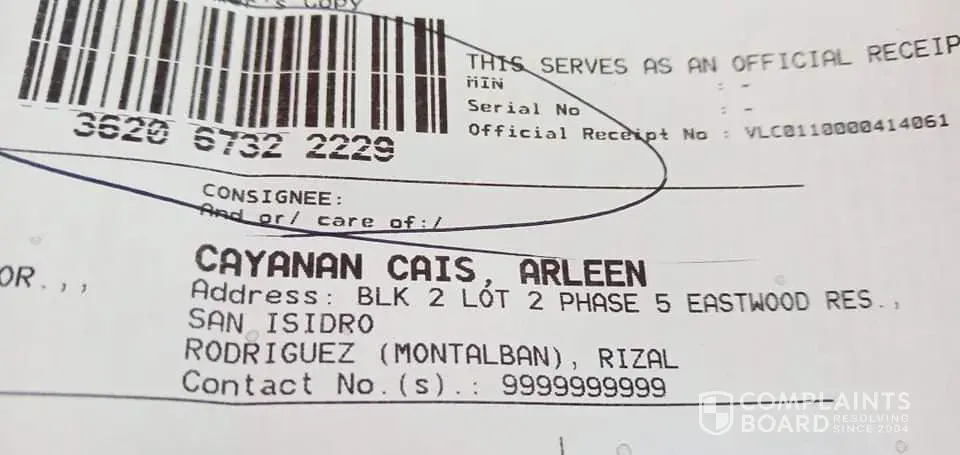 's Copy
THIS SERVES AS AN OFFICIAL RECEIP
MIN : -
Serial No : -
Official Receipt No : VLC0110000414061
3620 6732 2229
CONSIGNEE:
And or/ care of:/
CAYANAN CAIS, ARLEEN
OR.,,
Address: BLK 2 LOT 2 PHASE 5 EASTWOOD RES.,
SAN ISIDRO
RODRIGUEZ (MONTALBAN), RIZAL
Contact No.(s).: 9999999999
COMPLAINTS
BOARD RESOLVING
SINCE 2004